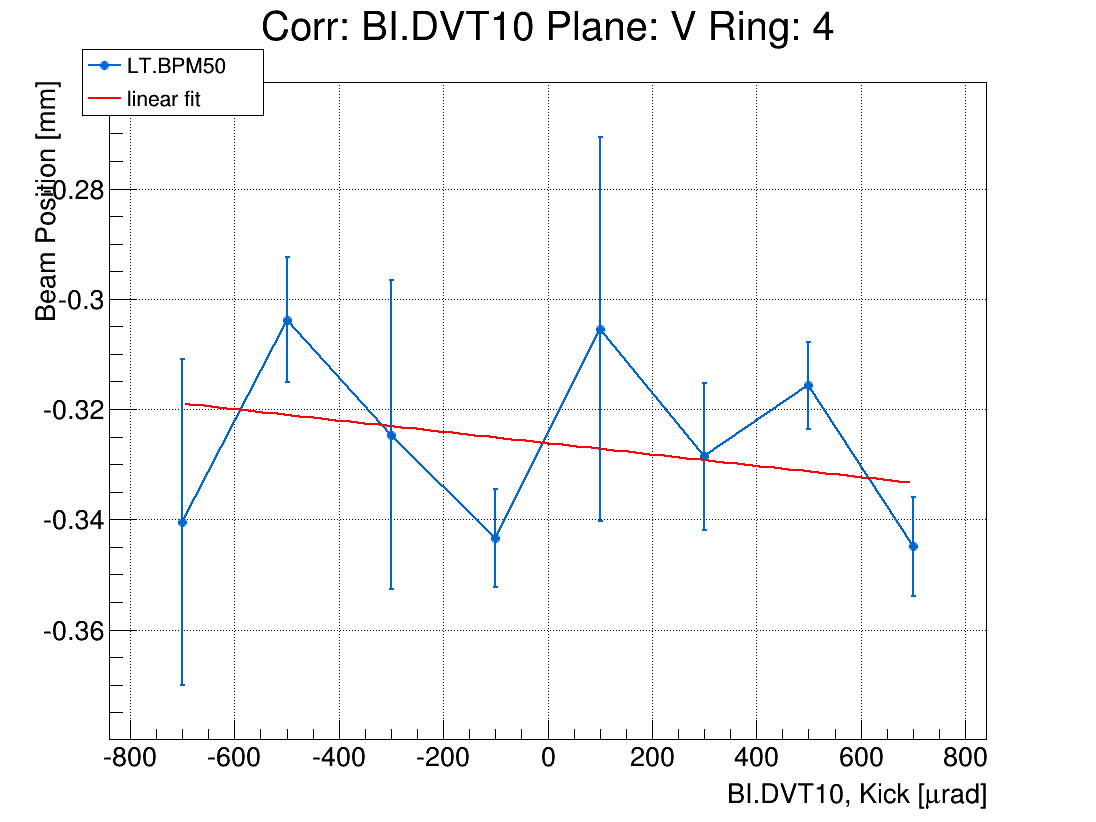 Corr: BI.DVT10 Plane: V Ring: 4
LT.BPM50
linear fit
Beam Position [mm]
-0.28
-0.3
-0.32
-0.34
-0.36
-800 -600 -400 -200 0 200 400 600 800
BI.DVT10, Kick [μrad]